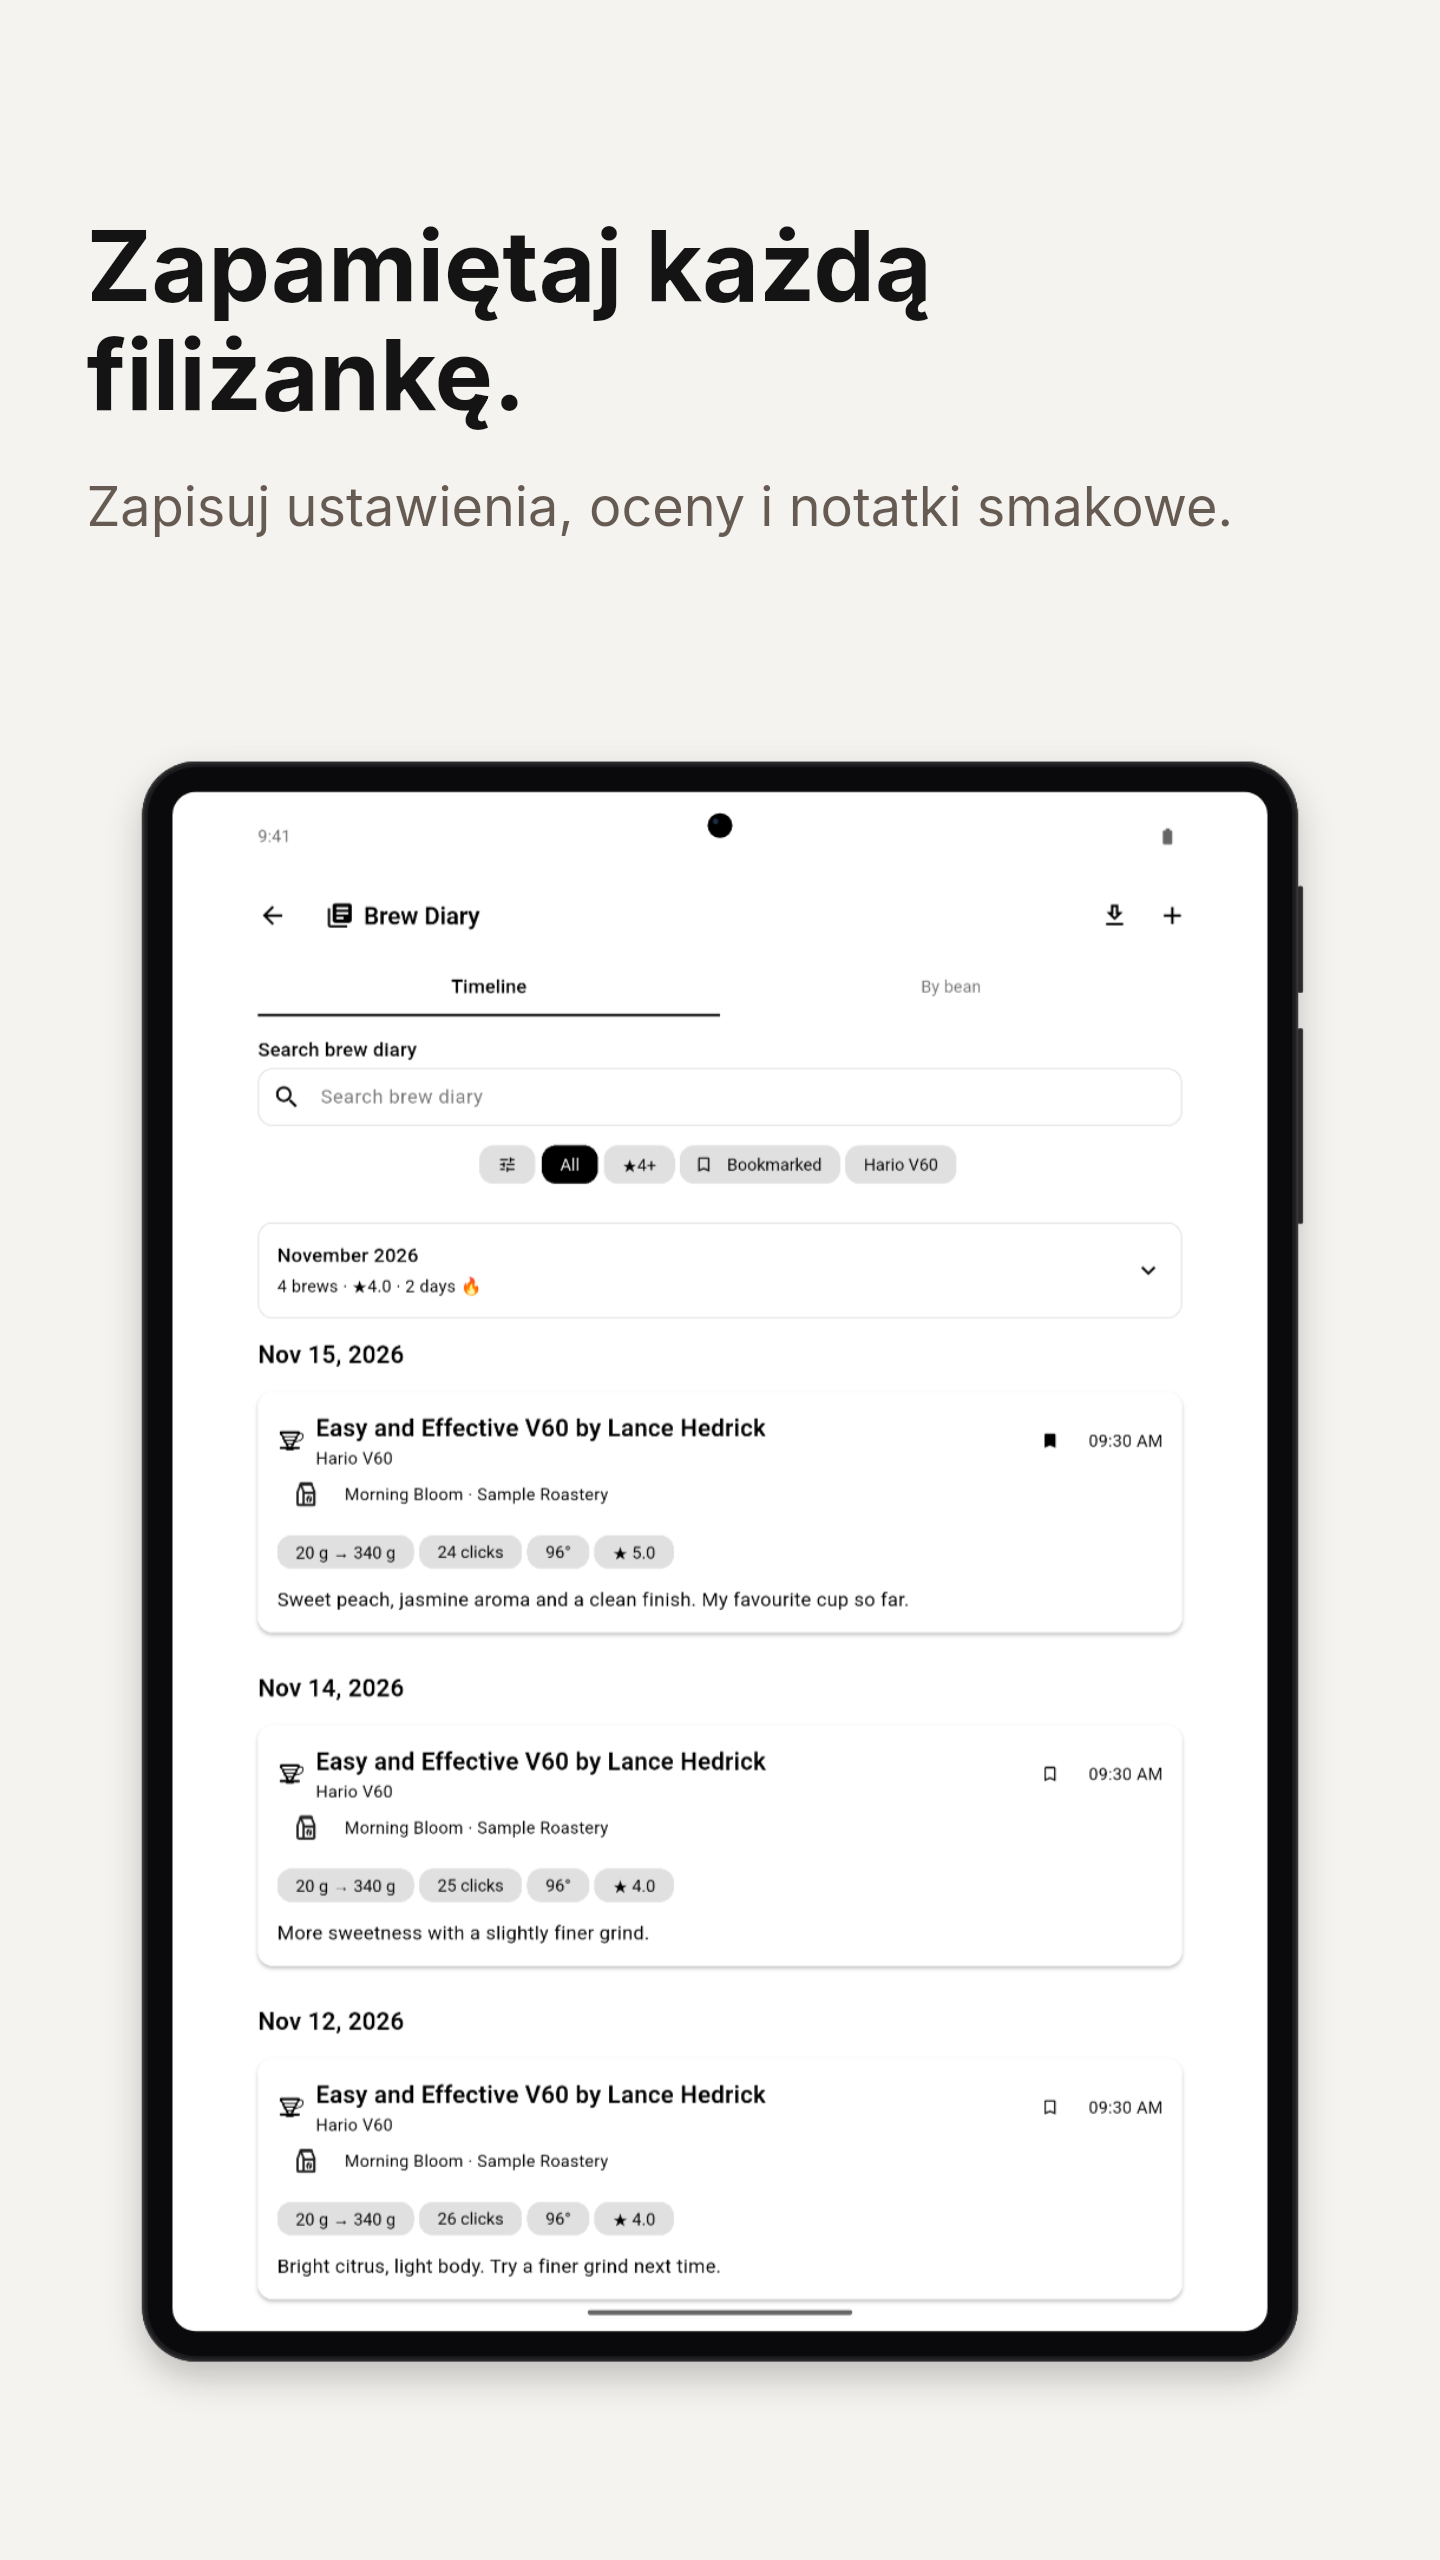 Zapamiętaj każdą
filiżankę.
Zapisuj ustawienia, oceny i notatki smakowe.
9:41
Brew Diary
Timeline
By bean
Search brew diary
Search brew diary
All
★4+
Bookmarked
Hario V60
November 2026
4 brews · ★4.0 · 2 days 🔥
Nov 15, 2026
Easy and Effective V60 by Lance Hedrick
09:30 AM
Hario V60
Morning Bloom · Sample Roastery
20 g → 340 g
24 clicks
96°
★ 5.0
Sweet peach, jasmine aroma and a clean finish. My favourite cup so far.
Nov 14, 2026
Easy and Effective V60 by Lance Hedrick
09:30 AM
Hario V60
Morning Bloom · Sample Roastery
20 g → 340 g
25 clicks
96°
★ 4.0
More sweetness with a slightly finer grind.
Nov 12, 2026
Easy and Effective V60 by Lance Hedrick
09:30 AM
Hario V60
Morning Bloom · Sample Roastery
20 g → 340 g
26 clicks
96°
★ 4.0
Bright citrus, light body. Try a finer grind next time.